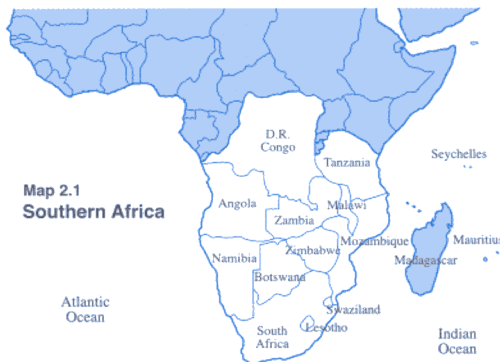 D.R.
Congo
Tanzania
Seychelles
Map 2.1
Southern Africa
Angola
Malawi
Zambia
Mozambique
Mauritius
Zimbabwe
Namibia
Madagascar
Botswana
Atlantic
Ocean
Swaziland
South
Africa
Lesotho
Indian
Ocean